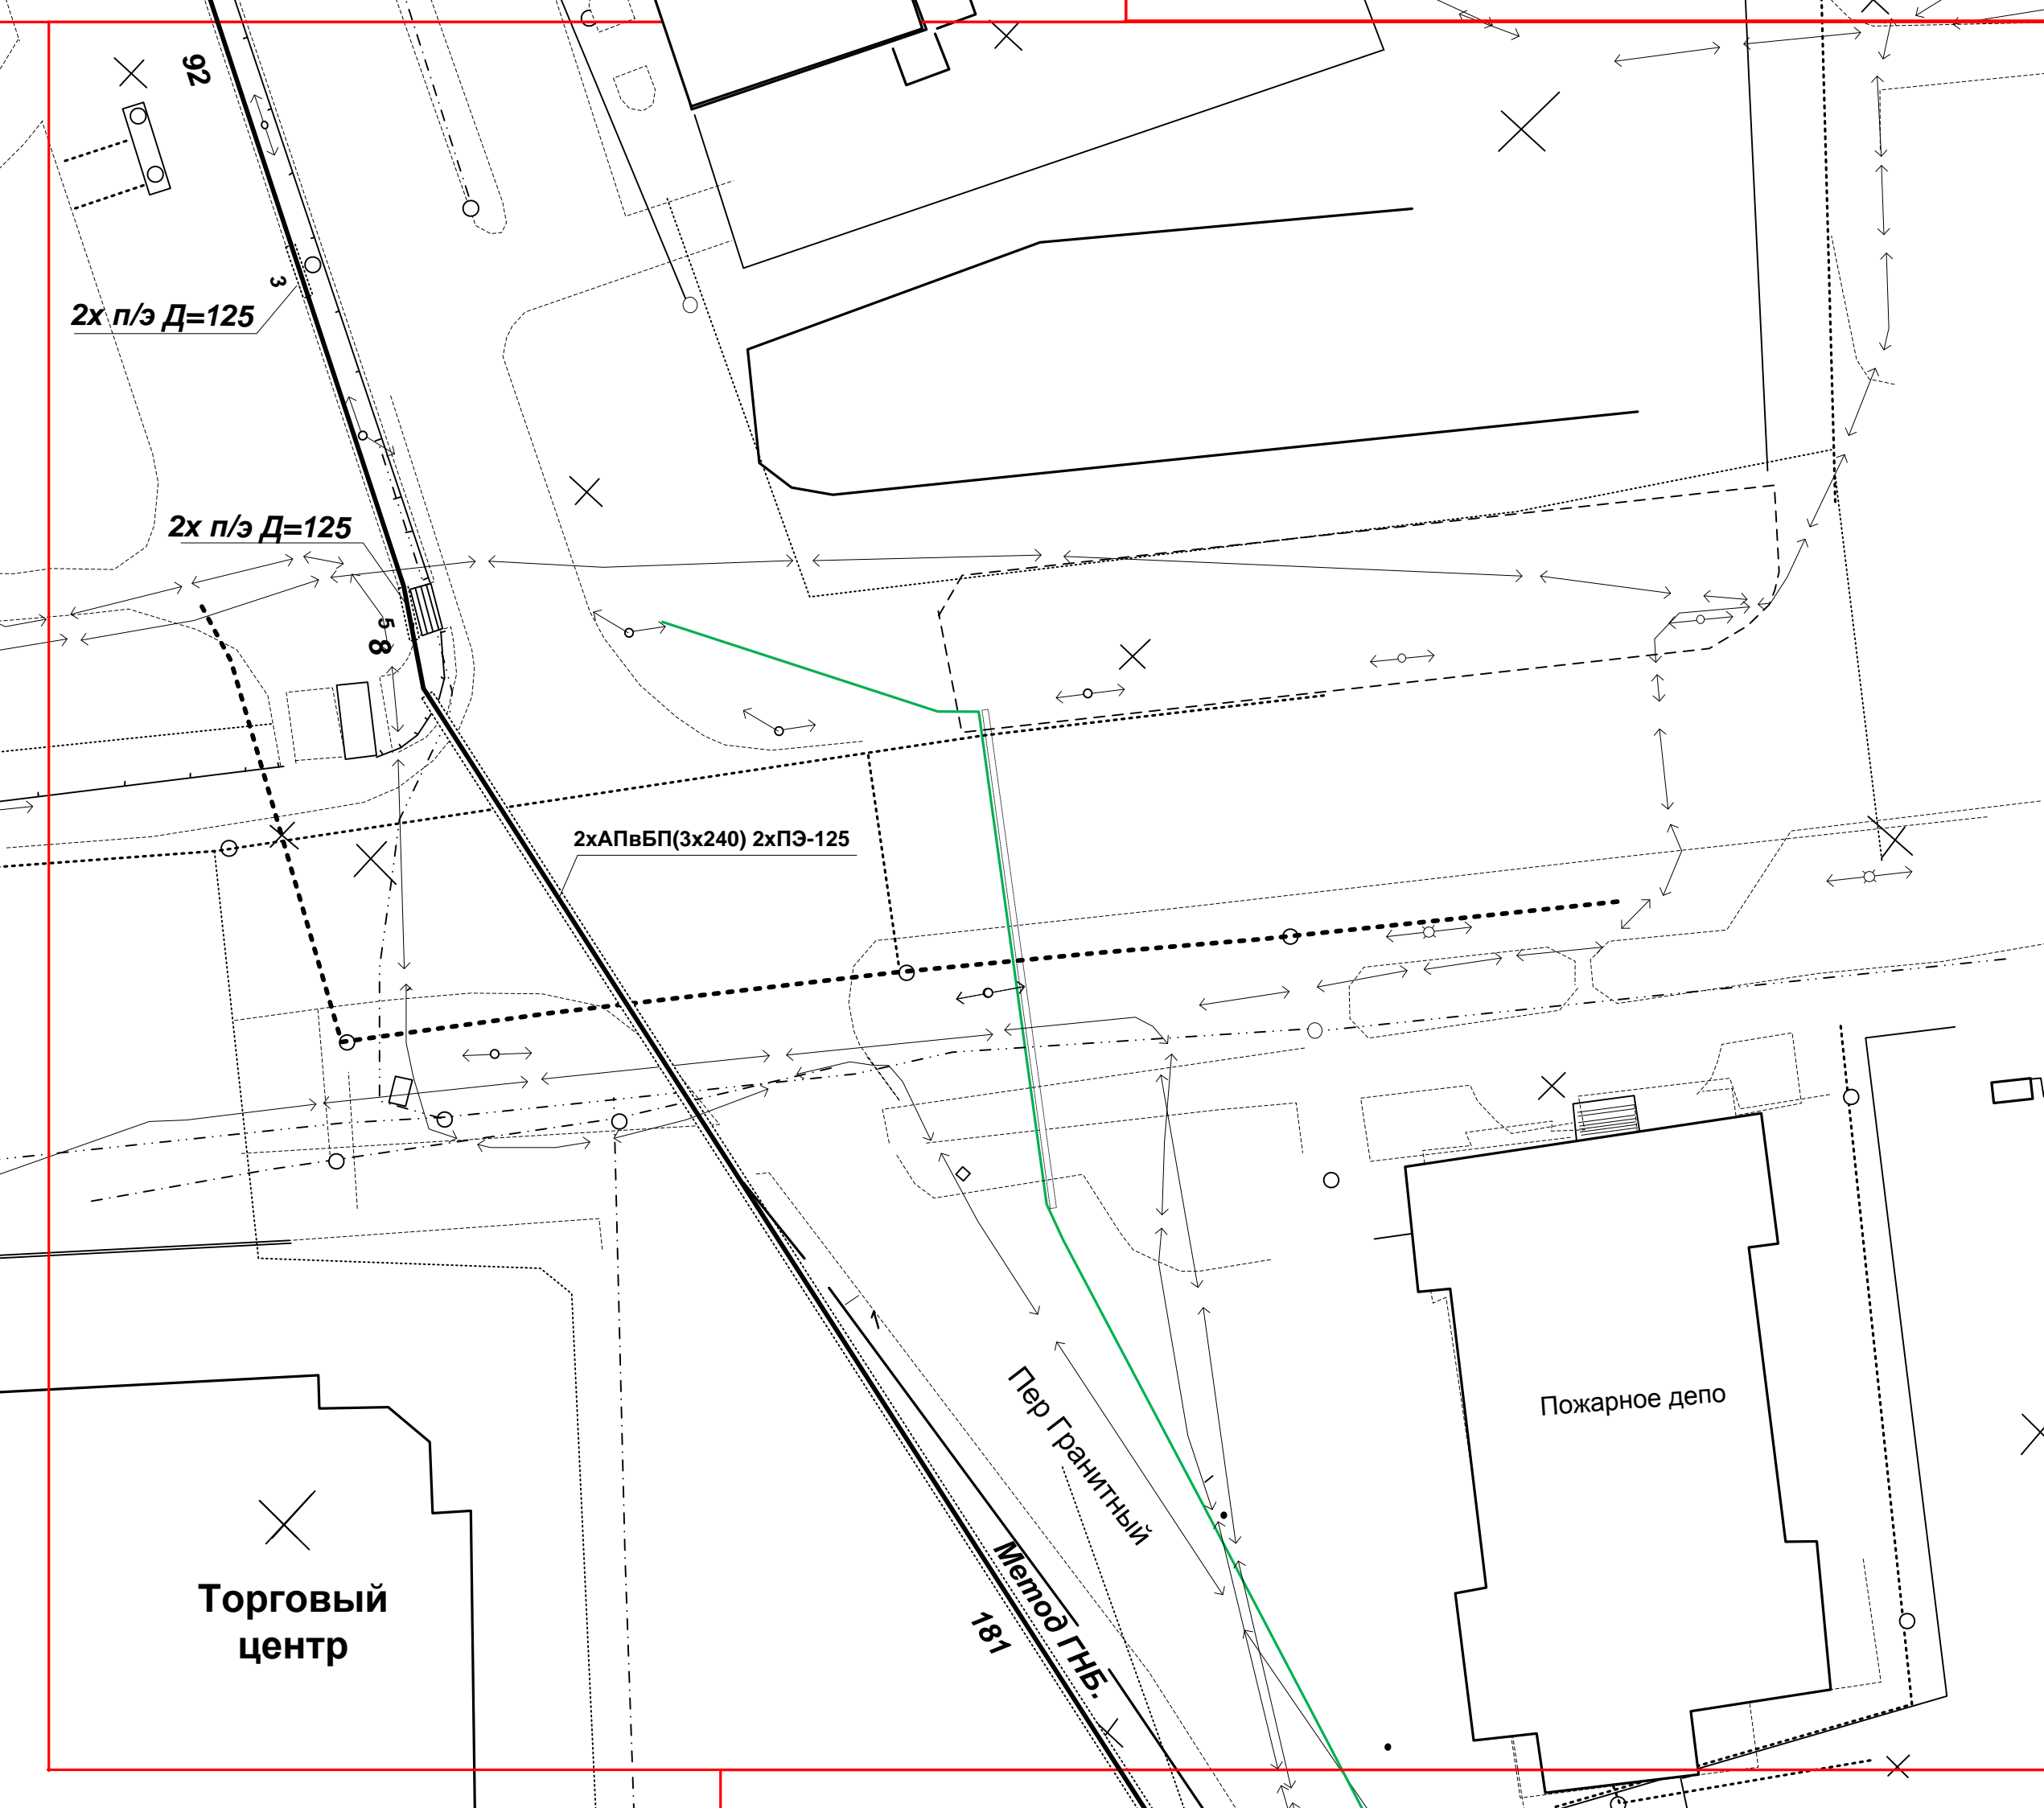 92
3
2х п/э Д=125
2х п/э Д=125
5
8
2хАПвБП(3х240) 2хПЭ-125
Пер Гранитный
Пожарное депо
Торговый
центр
Метод ГНБ.
181